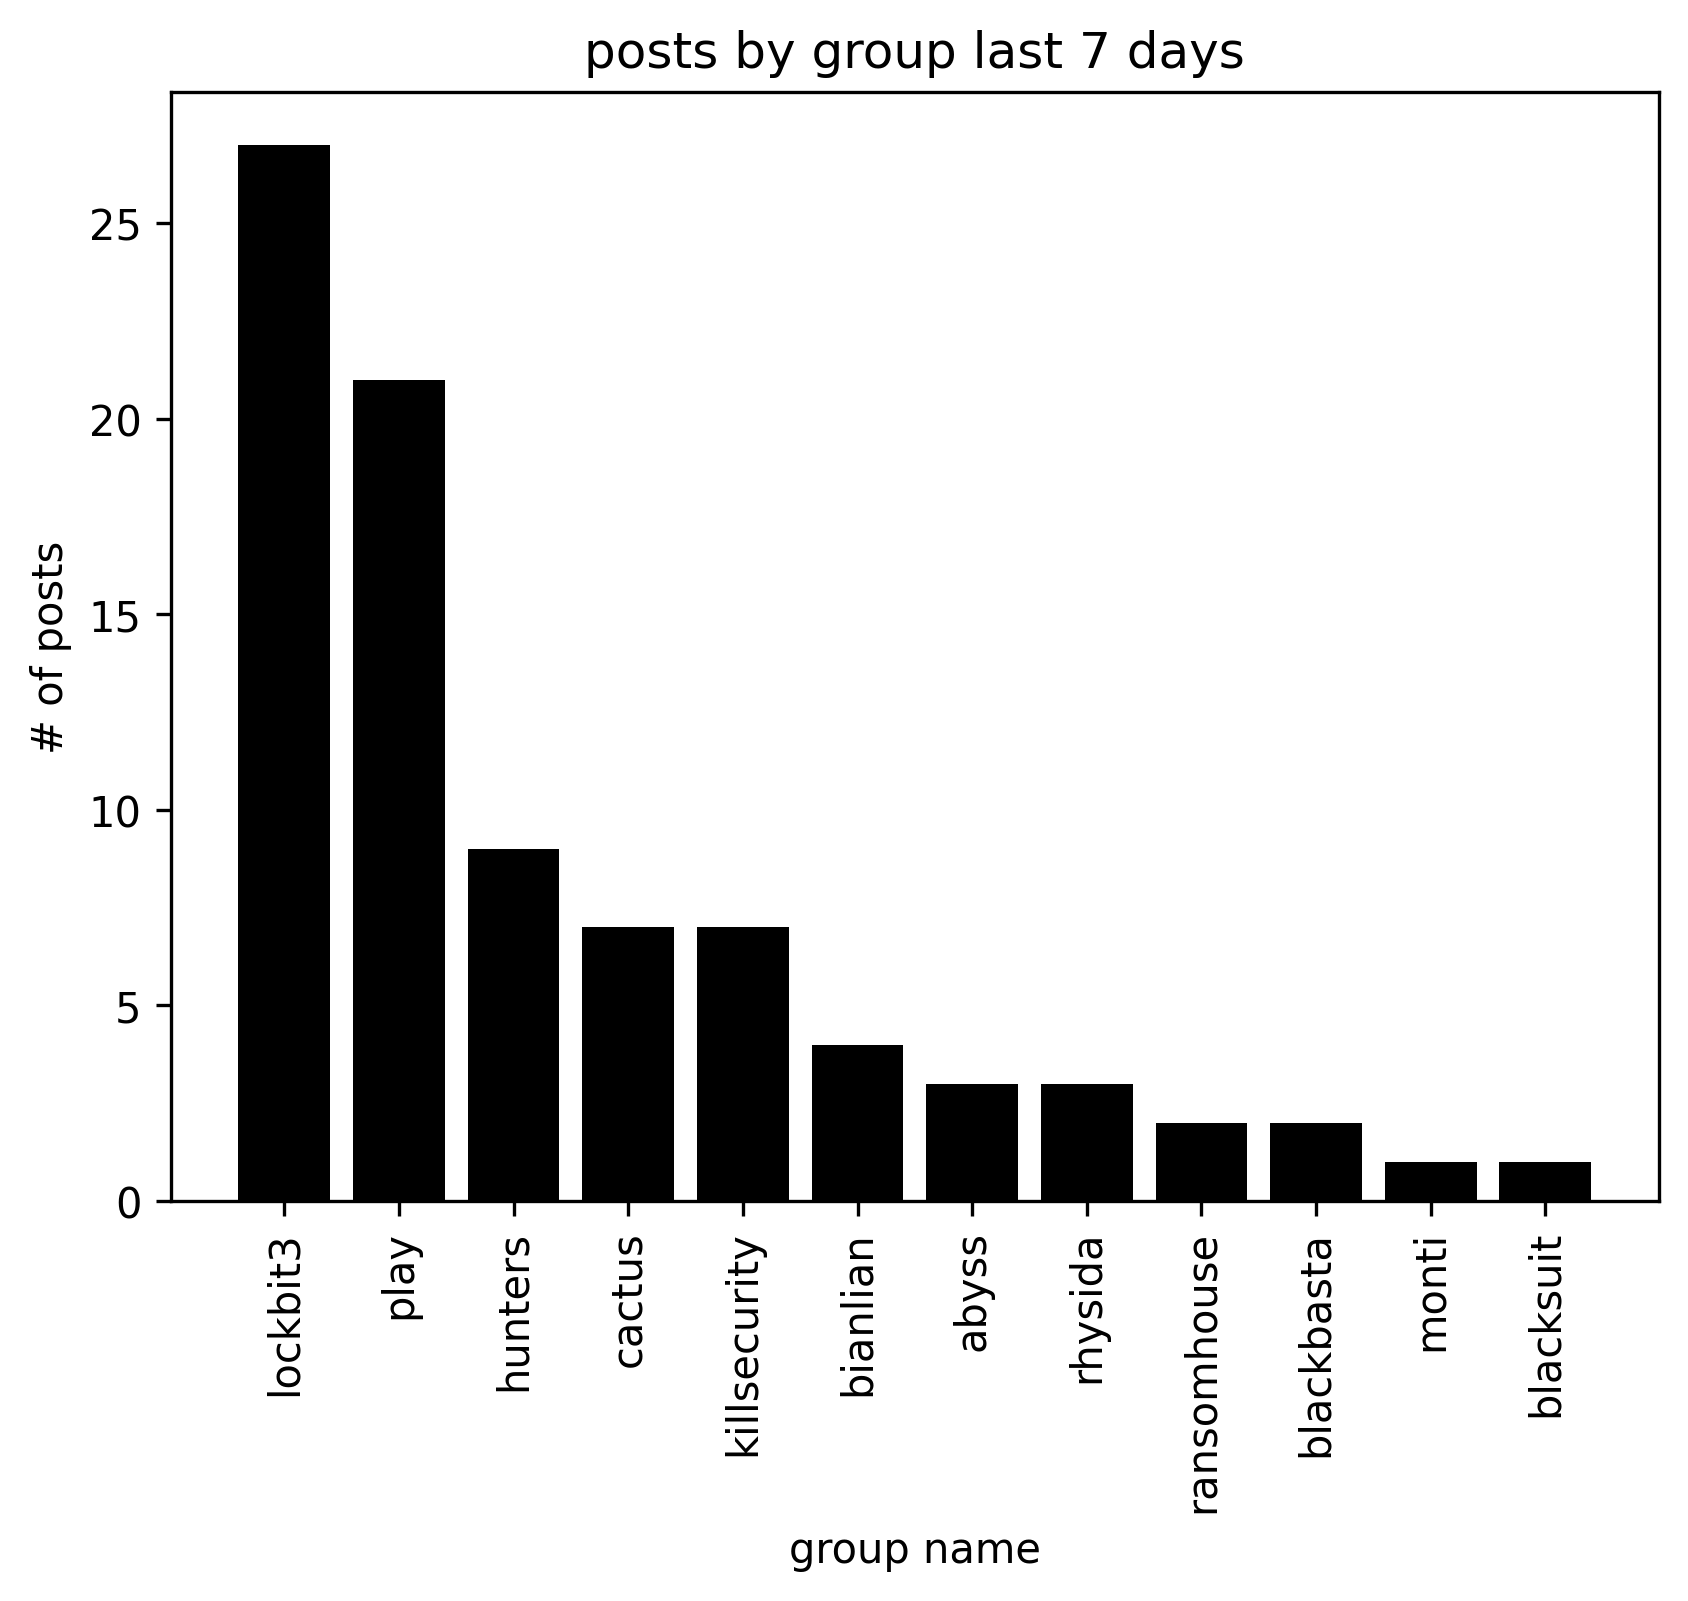 posts by group last 7 days
# of posts
25
20
15
10
5
0
lockbit3
play
hunters
cactus
killsecurity
bianlian
abyss
rhysida
ransomhouse
blackbasta
monti
blacksuit
group name